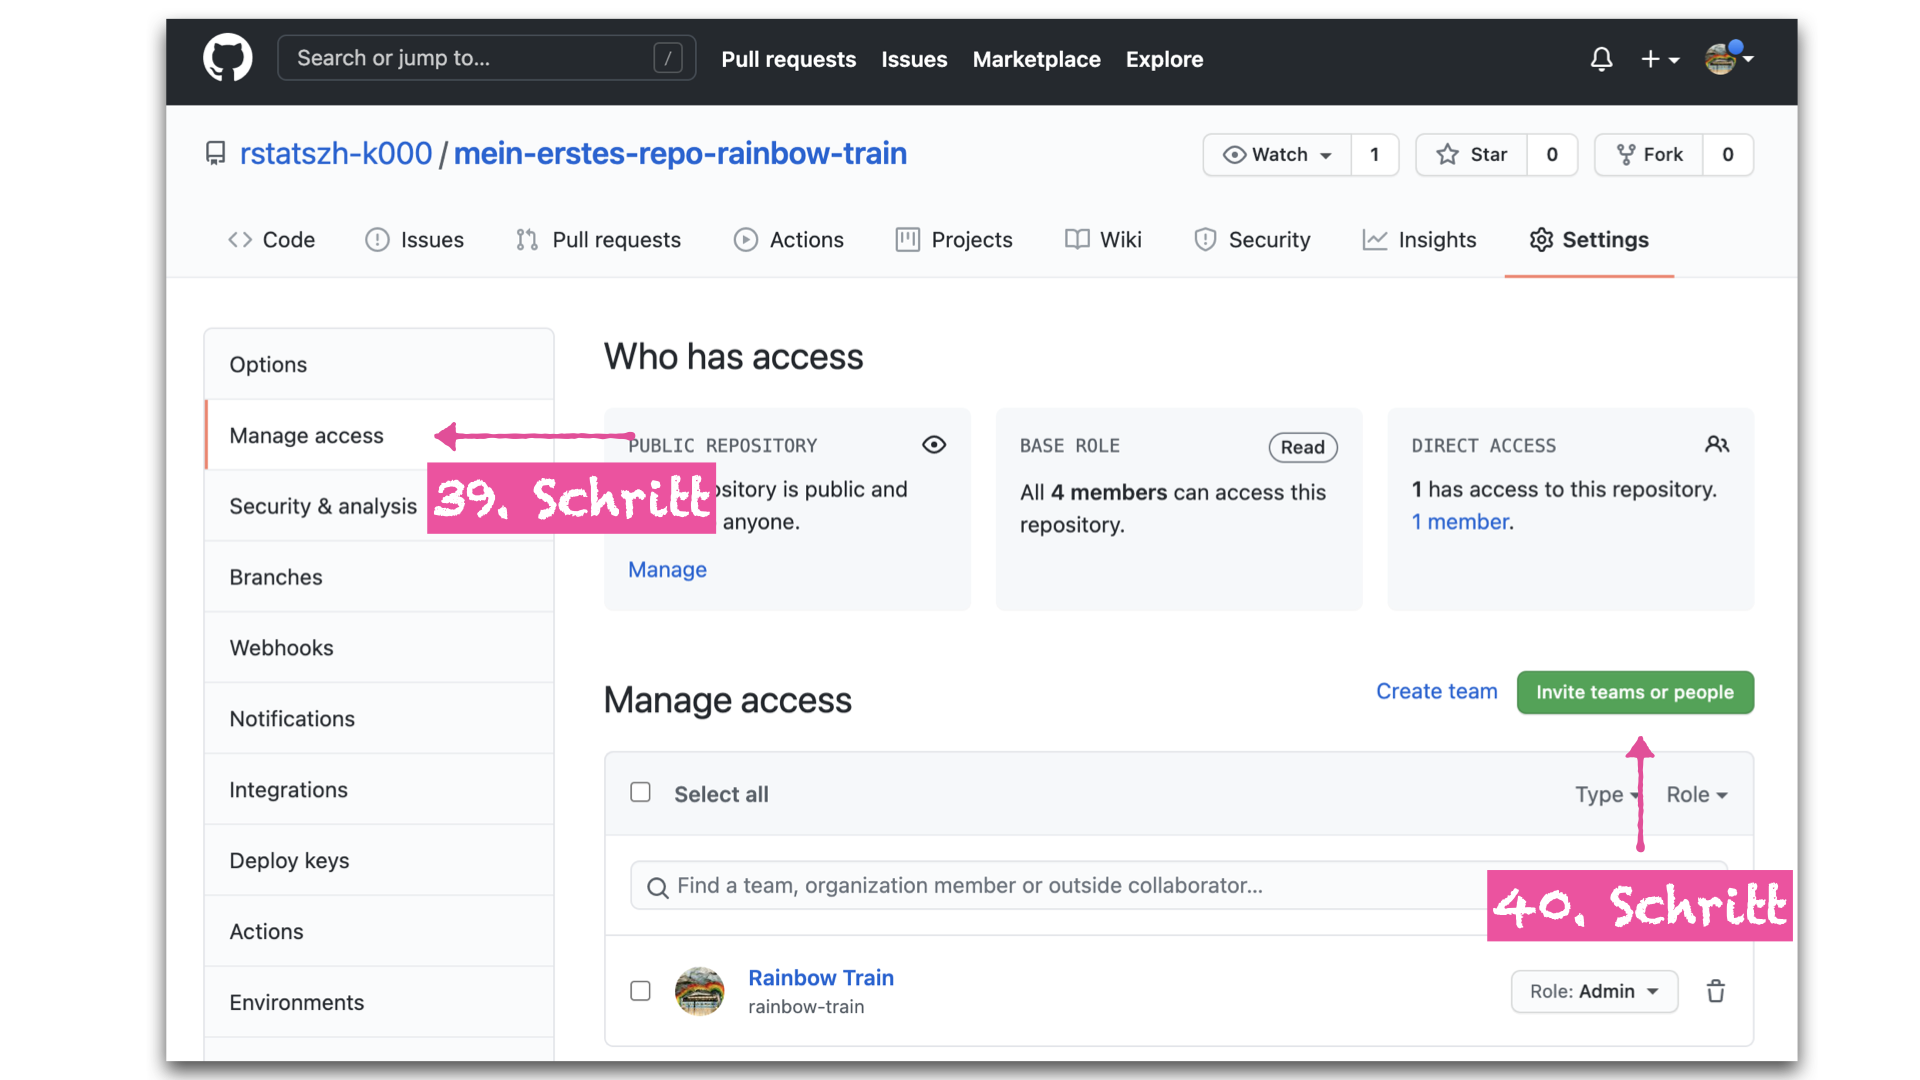 Search or jump to... /
Pull requests Issues Marketplace Explore
rstatszh-k000 / mein-erstes-repo-rainbow-train
Watch 1 Star 0 Fork 0
Code Issues Pull requests Actions Projects Wiki Security Insights Settings
Options
Manage access
Security & analysis
Branches
Webhooks
Notifications
Integrations
Deploy keys
Actions
Environments
39. Schritt
Who has access
PUBLIC REPOSITORY
is public and
anyone.
Manage
BASE ROLE Read
All 4 members can access this
repository.
DIRECT ACCESS
1 has access to this repository.
1 member.
Manage access
Create team Invite teams or people
Select all Type Role
40. Schritt
Find a team, organization member or outside collaborator...
Rainbow Train
rainbow-train
Role: Admin